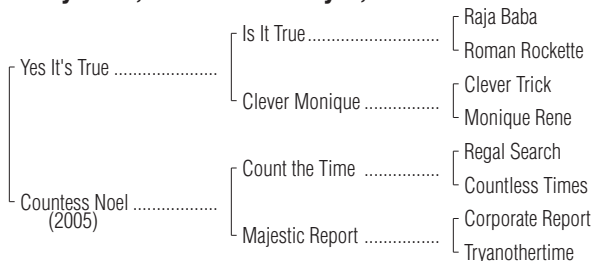 Raja Baba
Is It True
Roman Rockette
Yes It's True
Clever Trick
Clever Monique
Monique Rene
Regal Search
Count the Time
Countless Times
Countess Noel
(2005)
Corporate Report
Majestic Report
Tryanothertime